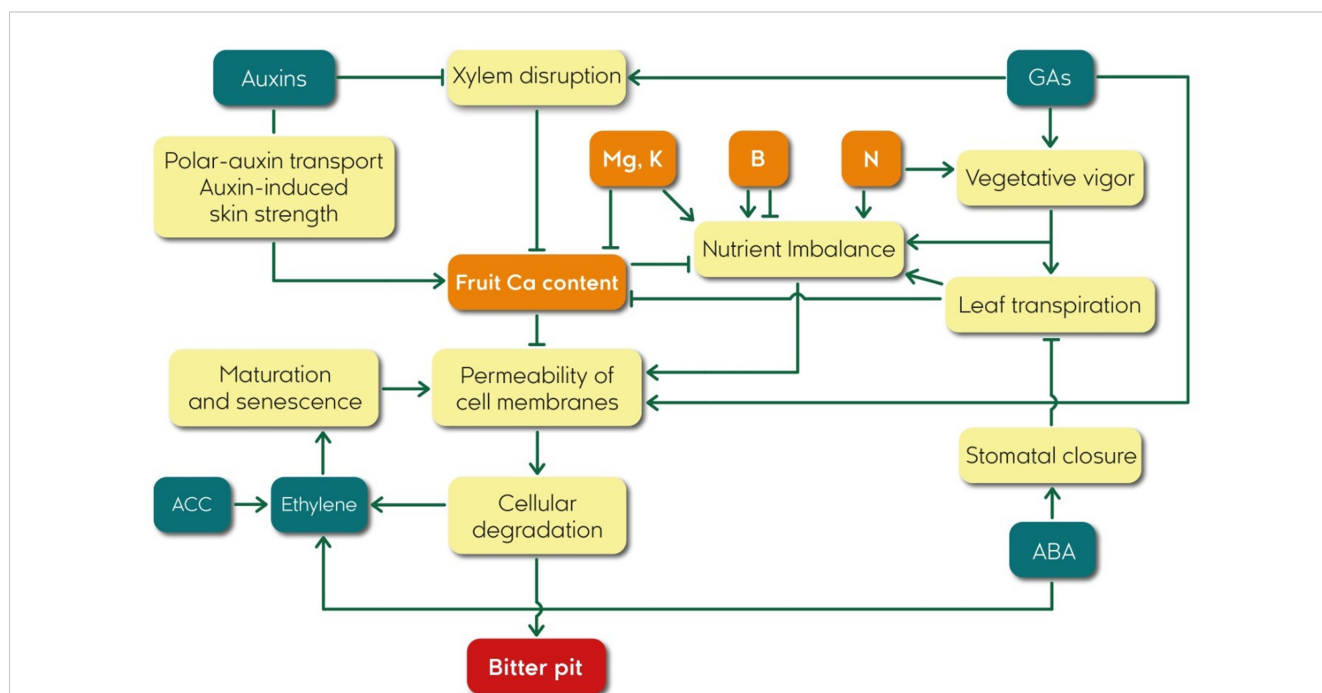 Auxins
Xylem disruption
GAs
Polar-auxin transport
Auxin-induced
skin strength
Mg, K
B
N
Vegetative vigor
Nutrient Imbalance
Fruit Ca content
Leaf transpiration
Maturation
and senescence
Permeability of
cell membranes
Stomatal closure
ACC
Ethylene
Cellular
degradation
ABA
Bitter pit